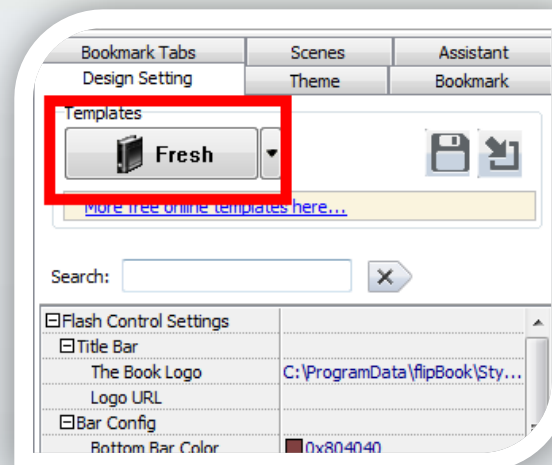 Bookmark Tabs Scenes Assistant
Design Setting Theme Bookmark
Templates
Fresh
More free online templates here...
Search:
Flash Control Settings
Title Bar
The Book Logo C:\ProgramData\flipBook\Sty...
Logo URL
Bar Config
Bottom Bar Color 0x804040